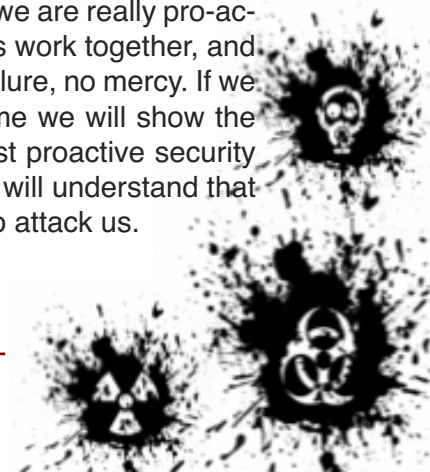 we are really pro-ac-
s work together, and
lure, no mercy. If we
me we will show the
st proactive security
will understand that
o attack us.